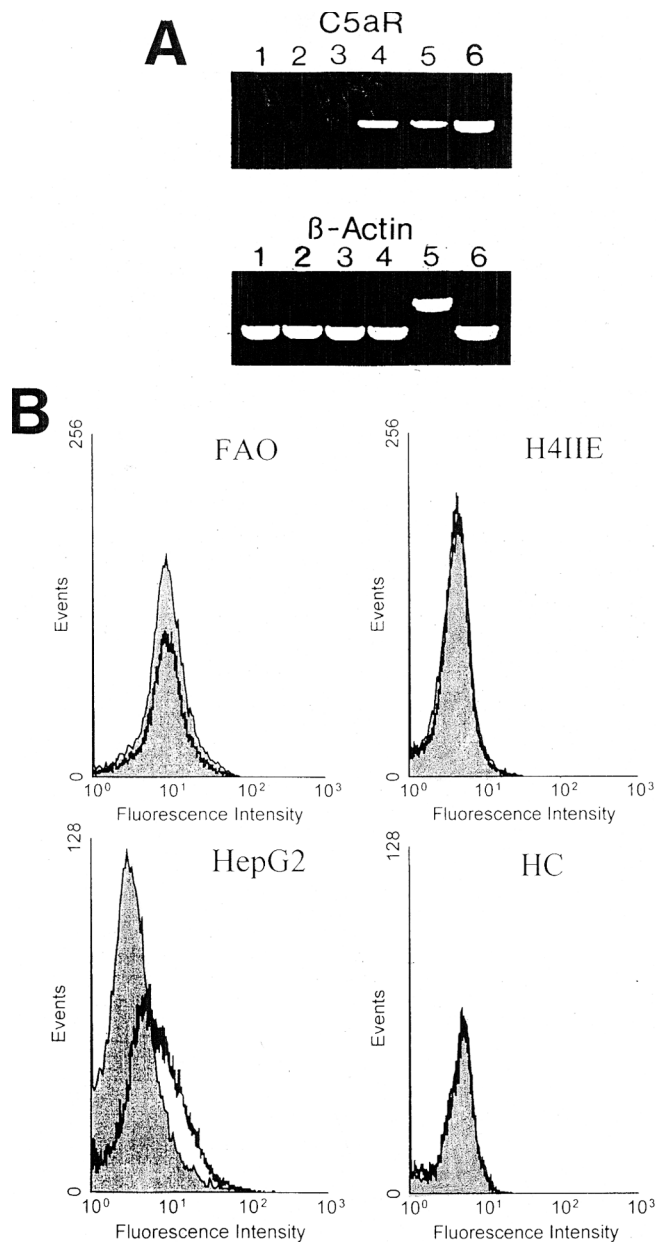 A
C5aR
1 2 3 4 5 6
ß-Actin
1 2 3 4 5 6
B
256
FAO
Events
0
10⁰ 10¹ 10² 10³
Fluorescence Intensity
256
H4IIE
Events
0
10⁰ 10¹ 10² 10³
Fluorescence Intensity
128
HepG2
Events
0
10⁰ 10¹ 10² 10³
Fluorescence Intensity
128
HC
Events
0
10⁰ 10¹ 10² 10³
Fluorescence Intensity